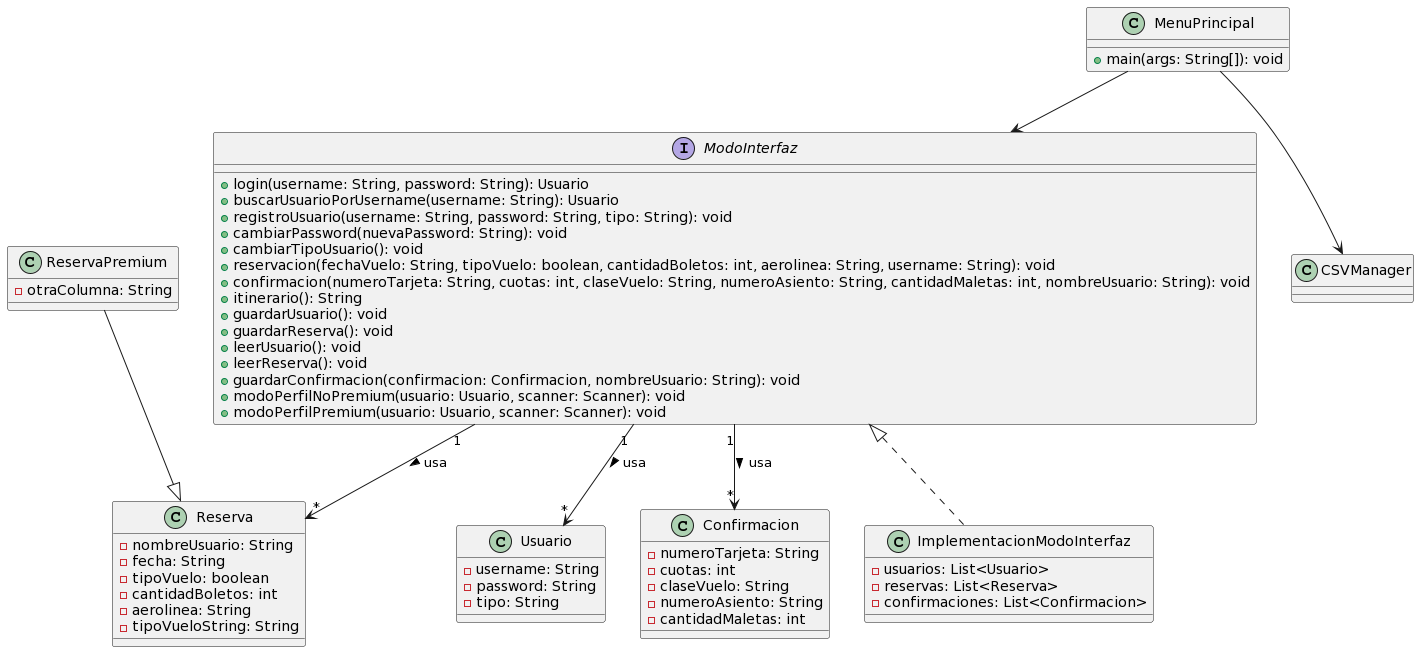 C MenuPrincipal
main(args: String[]): void
I ModoInterfaz
login(username: String, password: String): Usuario
buscarUsuarioPorUsername(username: String): Usuario
registroUsuario(username: String, password: String, tipo: String): void
cambiarPassword(nuevaPassword: String): void
cambiarTipoUsuario(): void
reservacion(fechaVuelo: String, tipoVuelo: boolean, cantidadBoletos: int, aerolinea: String, username: String): void
confirmacion(numeroTarjeta: String, cuotas: int, claseVuelo: String, numeroAsiento: String, cantidadMaletas: int, nombreUsuario: String): void
itinerario(): String
guardarUsuario(): void
guardarReserva(): void
leerUsuario(): void
leerReserva(): void
guardarConfirmacion(confirmacion: Confirmacion, nombreUsuario: String): void
modoPerfilNoPremium(usuario: Usuario, scanner: Scanner): void
modoPerfilPremium(usuario: Usuario, scanner: Scanner): void
C ReservaPremium
otraColumna: String
C CSVManager
1
usa
*
1
usa
*
1
usa
*
C Reserva
nombreUsuario: String
fecha: String
tipoVuelo: boolean
cantidadBoletos: int
aerolinea: String
tipoVueloString: String
C Usuario
username: String
password: String
tipo: String
C Confirmacion
numeroTarjeta: String
cuotas: int
claseVuelo: String
numeroAsiento: String
cantidadMaletas: int
C ImplementacionModoInterfaz
usuarios: List<Usuario>
reservas: List<Reserva>
confirmaciones: List<Confirmacion>